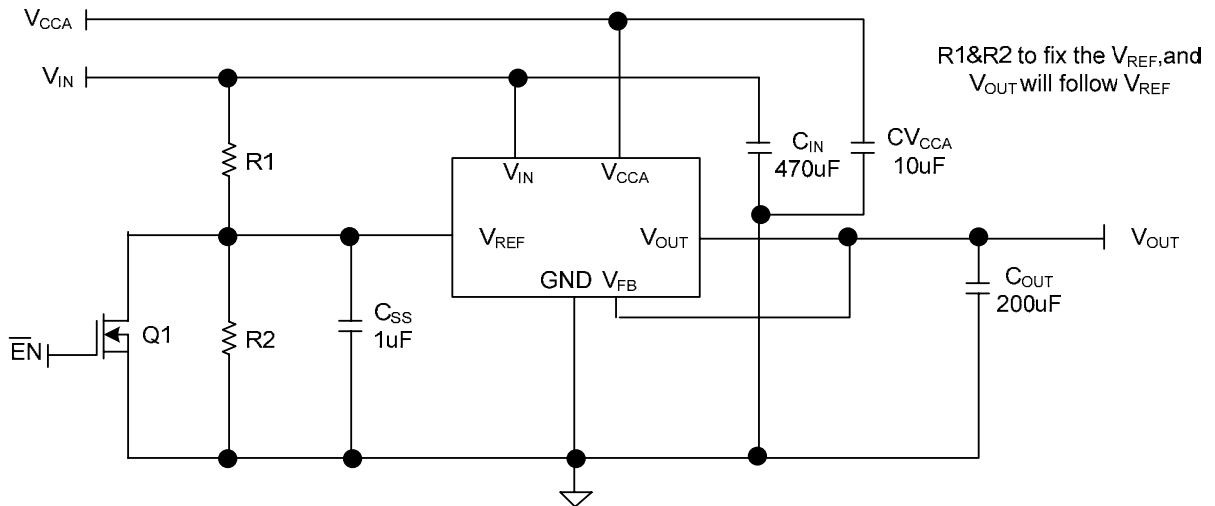 VCCA
R1&R2 to fix the VREF,and
VOUT will follow VREF
VIN
R1
CIN
470uF
CVCCA
10uF
VIN
VCCA
VREF
VOUT
VOUT
GND
VFB
COUT
200uF
CSS
1uF
E̅N̅
Q1
R2